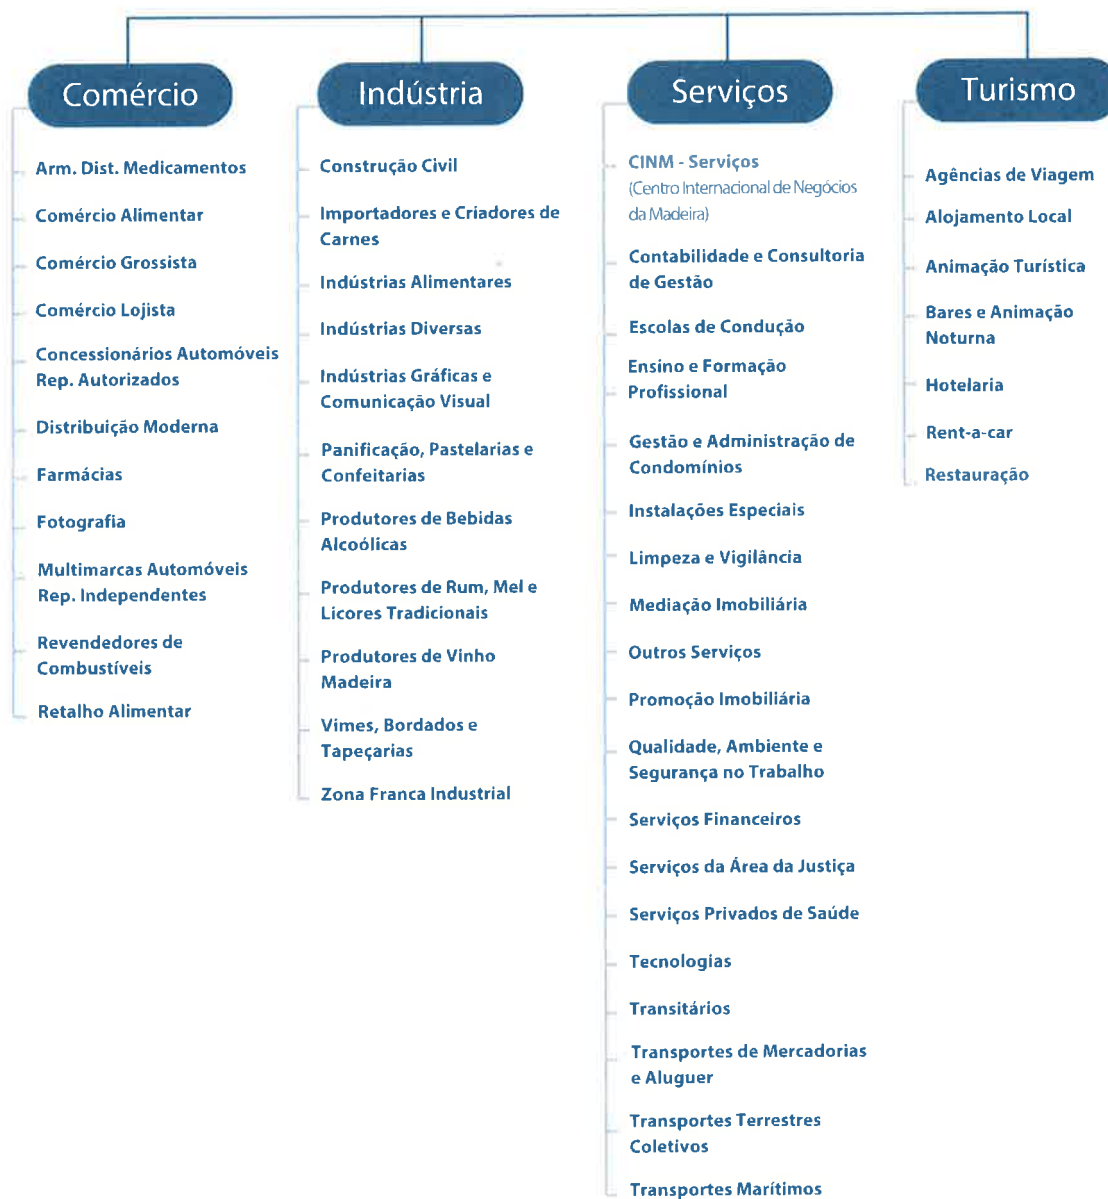 Comércio
Arm. Dist. Medicamentos
Comércio Alimentar
Comércio Grossista
Comércio Lojista
Concessionários Automóveis
Rep. Autorizados
Distribuição Moderna
Farmácias
Fotografia
Multimarcas Automóveis
Rep. Independentes
Revendedores de
Combustíveis
Retalho Alimentar
Indústria
Construção Civil
Importadores e Criadores de
Carnes
Indústrias Alimentares
Indústrias Diversas
Indústrias Gráficas e
Comunicação Visual
Panificação, Pastelarias e
Confeitarias
Produtores de Bebidas
Alcoólicas
Produtores de Rum, Mel e
Licores Tradicionais
Produtores de Vinho
Madeira
Vimes, Bordados e
Tapeçarias
Zona Franca Industrial
Serviços
CINM - Serviços
(Centro Internacional de Negócios
da Madeira)
Contabilidade e Consultoria
de Gestão
Escolas de Condução
Ensino e Formação
Profissional
Gestão e Administração de
Condomínios
Instalações Especiais
Limpeza e Vigilância
Mediação Imobiliária
Outros Serviços
Promoção Imobiliária
Qualidade, Ambiente e
Segurança no Trabalho
Serviços Financeiros
Serviços da Área da Justiça
Serviços Privados de Saúde
Tecnologias
Transitários
Transportes de Mercadorias
e Aluguer
Transportes Terrestres
Coletivos
Transportes Marítimos
Turismo
Agências de Viagem
Alojamento Local
Animação Turística
Bares e Animação
Noturna
Hotelaria
Rent-a-car
Restauração